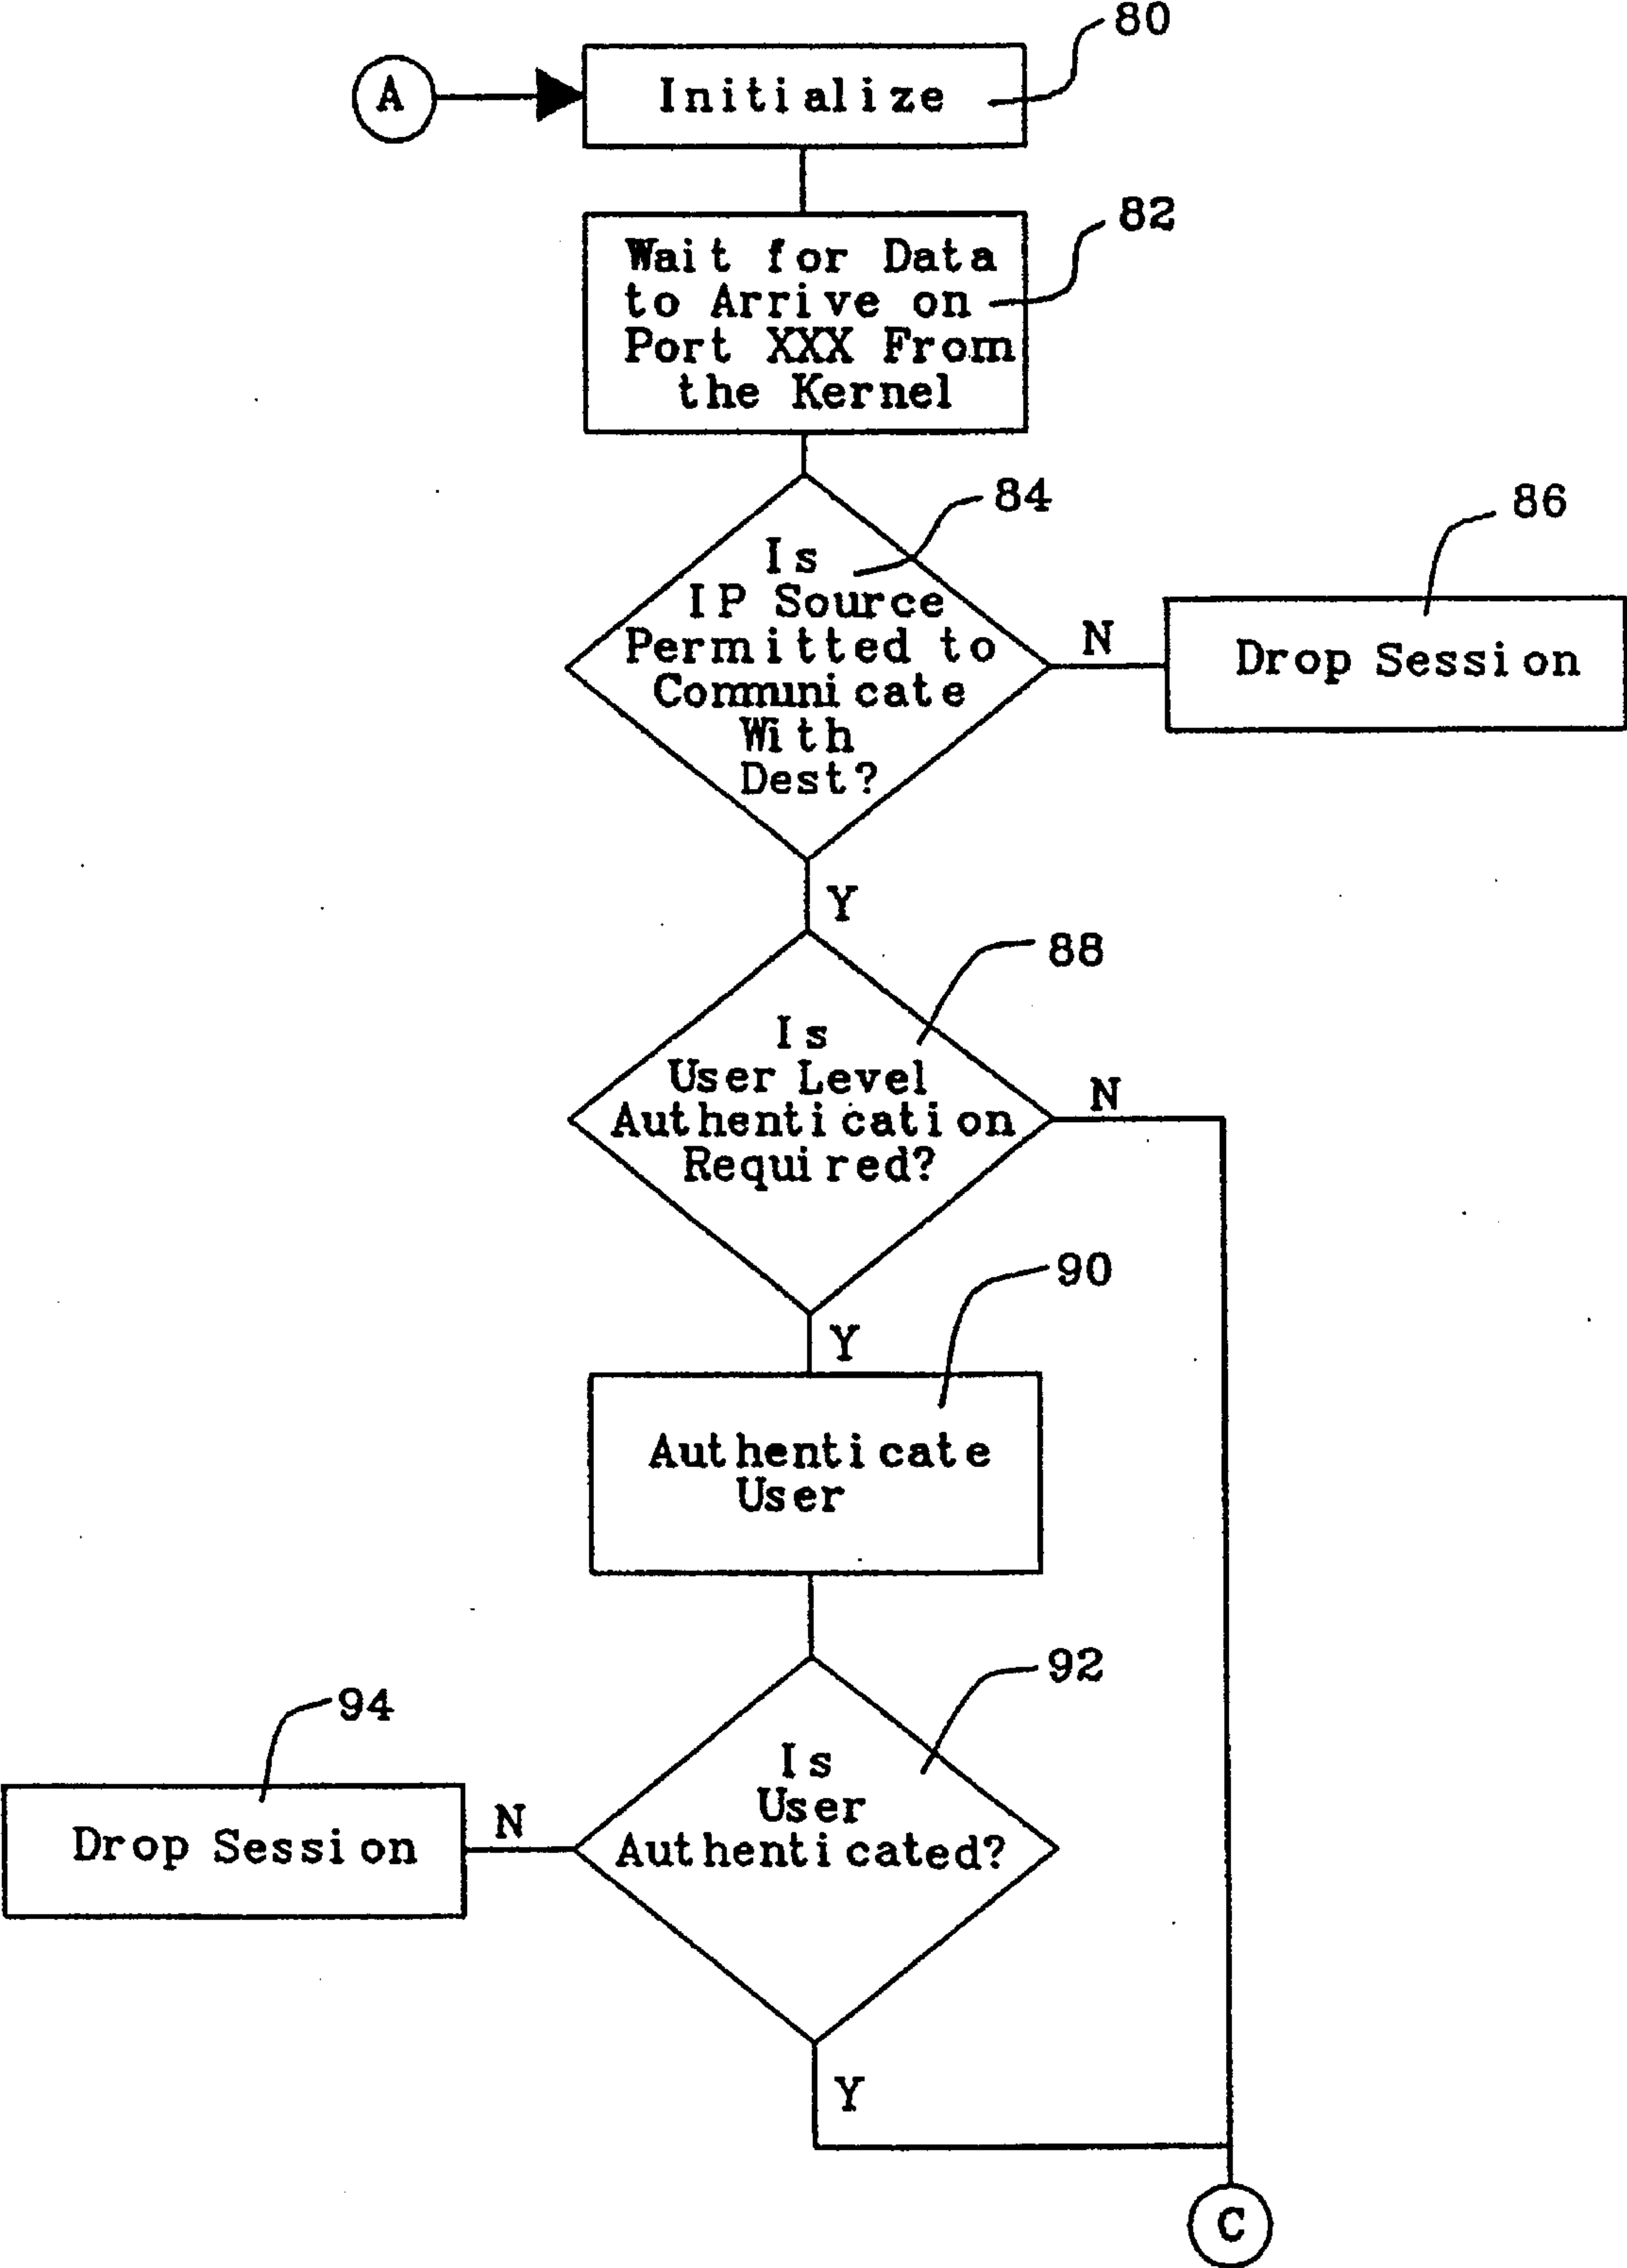 80
A
Initialize
82
Wait for Data
to Arrive on
Port XXX From
the Kernel
84
86
Is
IP Source
Permitted to
Communicate
With
Dest?
N
Drop Session
Y
88
Is
User Level
Authentication
Required?
N
90
Y
Authenticate
User
92
94
Is
User
Authenticated?
N
Drop Session
Y
C